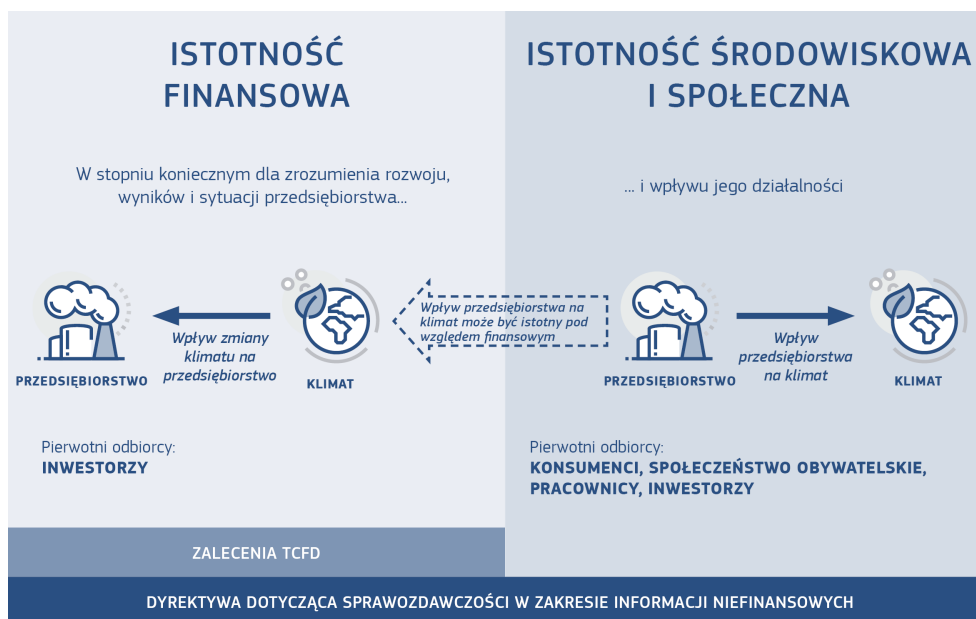 ISTOTNOŚĆ
FINANSOWA
W stopniu koniecznym dla zrozumienia rozwoju,
wyników i sytuacji przedsiębiorstwa...
PRZEDSIĘBIORSTWO
Wpływ zmiany
klimatu na
przedsiębiorstwo
KLIMAT
Wpływ przedsiębiorstwa na
klimat może być istotny pod
względem finansowym
Pierwotni odbiorcy:
INWESTORZY
ZALECENIA TCFD
ISTOTNOŚĆ ŚRODOWISKOWA
I SPOŁECZNA
... i wpływu jego działalności
PRZEDSIĘBIORSTWO
Wpływ
przedsiębiorstwa
na klimat
KLIMAT
Pierwotni odbiorcy:
KONSUMENCI, SPOŁECZEŃSTWO OBYWATELSKIE,
PRACOWNICY, INWESTORZY
DYREKTYWA DOTYCZĄCA SPRAWOZDAWCZOŚCI W ZAKRESIE INFORMACJI NIEFINANSOWYCH